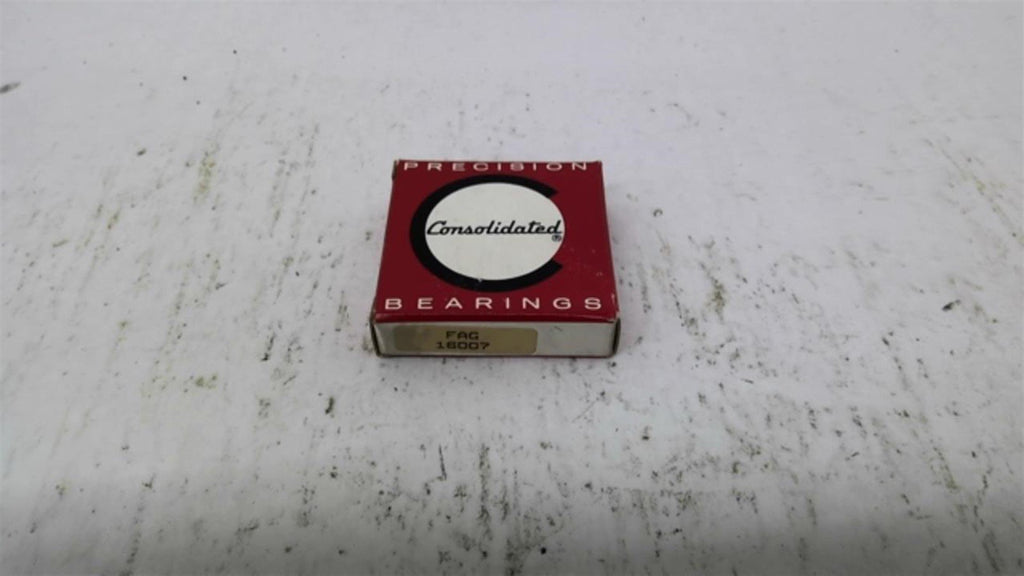 PRECISION
Consolidated®
BEARINGS
FAG
16007